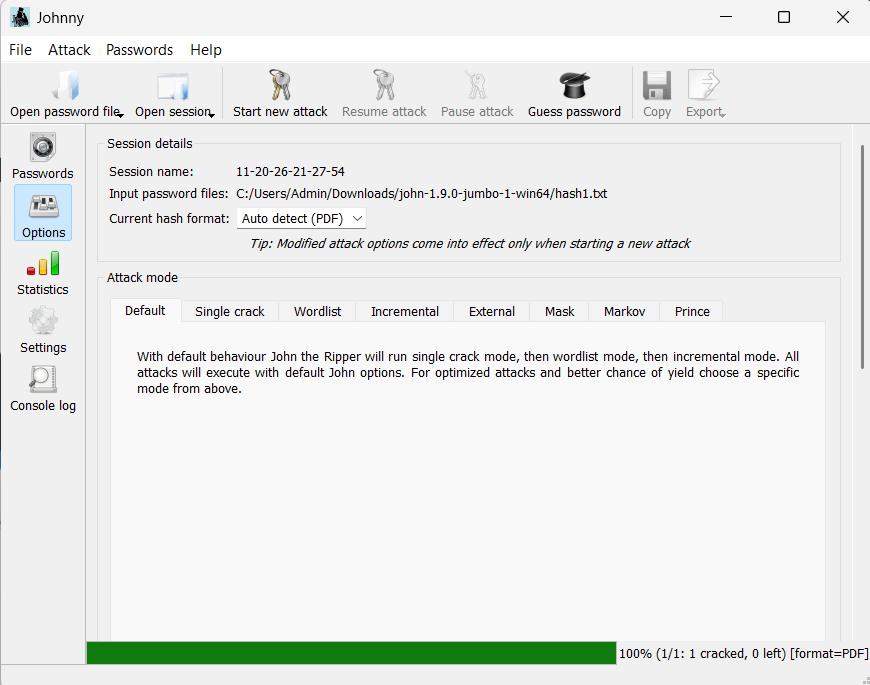 Johnny
File Attack Passwords Help
Open password file Open session Start new attack Resume attack Pause attack Guess password Copy Export
Passwords
Options
Statistics
Settings
Console log
Session details
Session name: 11-20-26-21-27-54
Input password files: C:/Users/Admin/Downloads/john-1.9.0-jumbo-1-win64/hash1.txt
Current hash format: Auto detect (PDF)
Tip: Modified attack options come into effect only when starting a new attack
Attack mode
Default Single crack Wordlist Incremental External Mask Markov Prince
With default behaviour John the Ripper will run single crack mode, then wordlist mode, then incremental mode. All
attacks will execute with default John options. For optimized attacks and better chance of yield choose a specific
mode from above.
100% (1/1: 1 cracked, 0 left) [format=PDF]